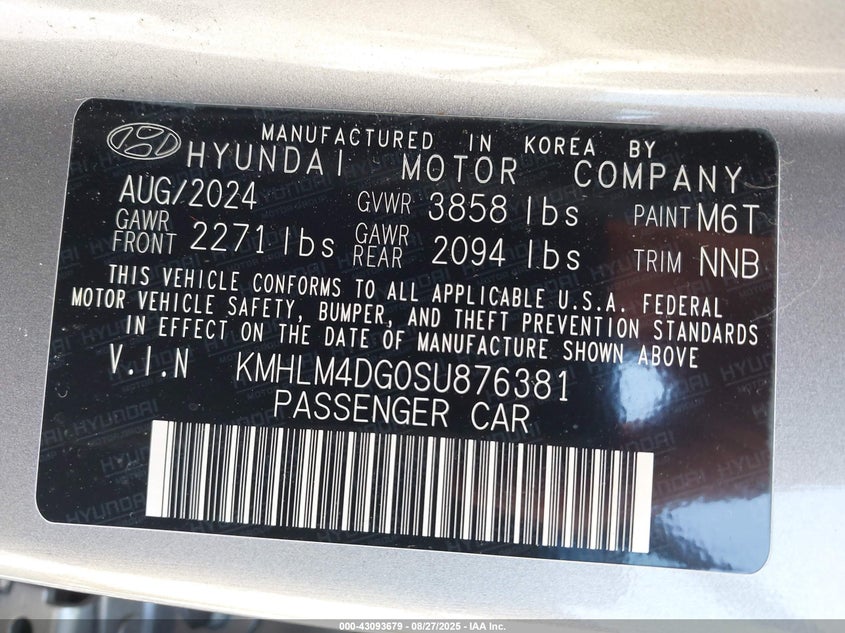 MANUFACTURED IN KOREA BY
HYUNDAI MOTOR COMPANY
AUG/2024 GVWR 3858 lbs PAINT M6T
GAWR FRONT 2271 lbs GAWR REAR 2094 lbs TRIM NNB
THIS VEHICLE CONFORMS TO ALL APPLICABLE U.S.A. FEDERAL
MOTOR VEHICLE SAFETY, BUMPER, AND THEFT PREVENTION STANDARDS
IN EFFECT ON THE DATE OF MANUFACTURE SHOWN ABOVE
V.I.N KMHLM4DG0SU876381
PASSENGER CAR
000-43093679 - 08/27/2025 - IAA Inc.